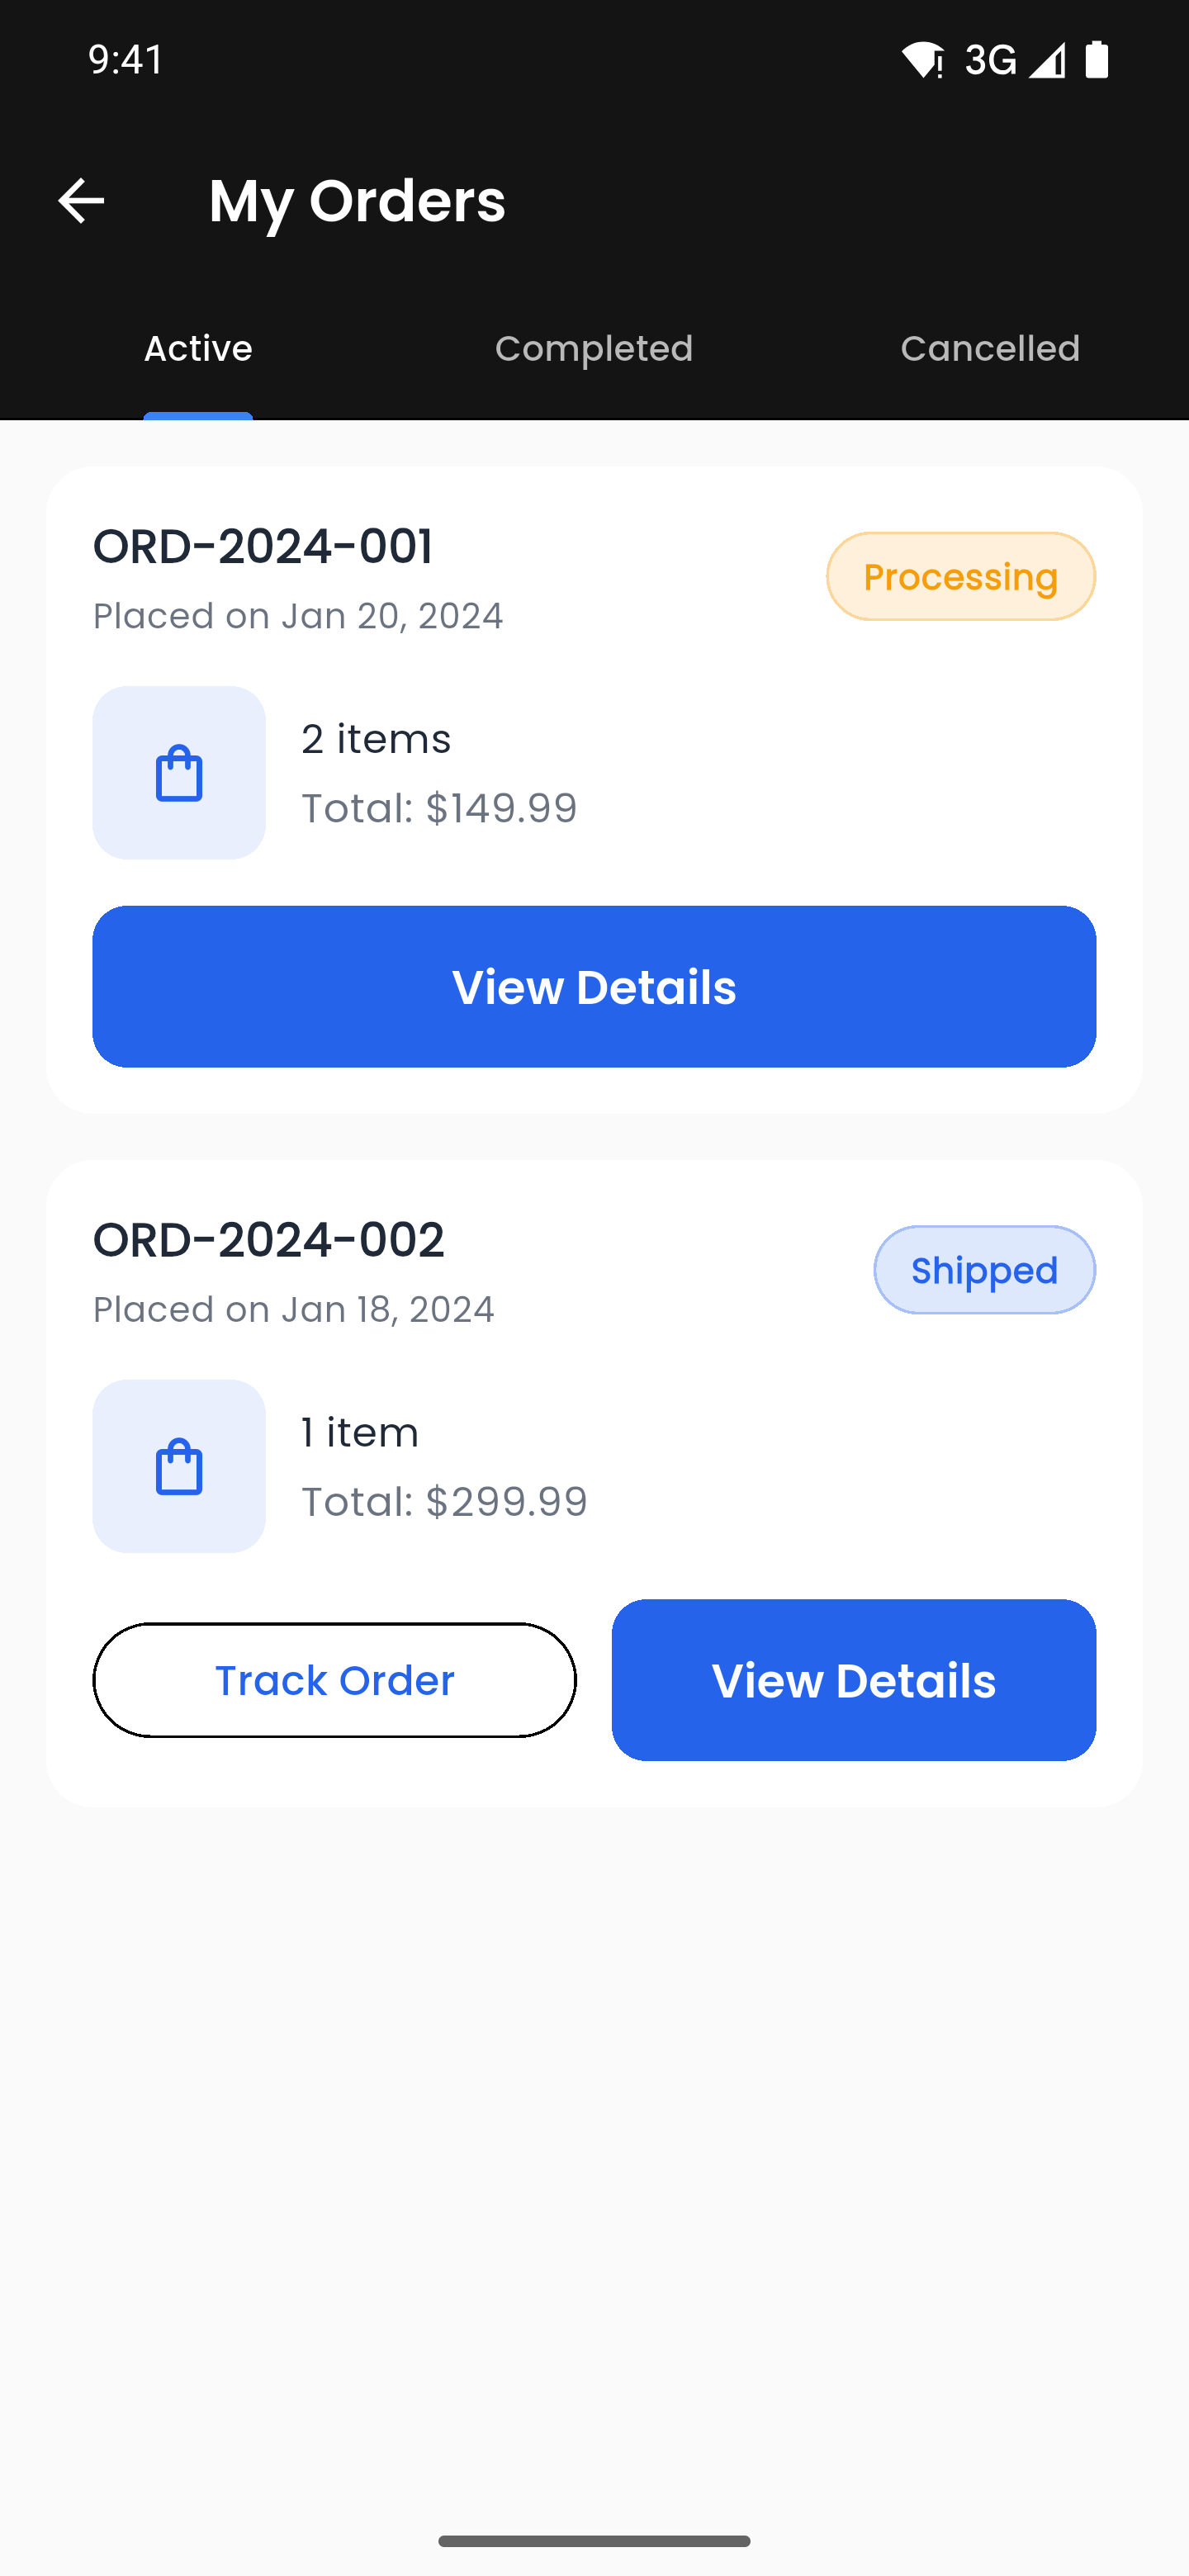 9:41
3G
My Orders
Active
Completed
Cancelled
ORD-2024-001
Processing
Placed on Jan 20, 2024
2 items
Total: $149.99
View Details
ORD-2024-002
Shipped
Placed on Jan 18, 2024
1 item
Total: $299.99
Track Order
View Details